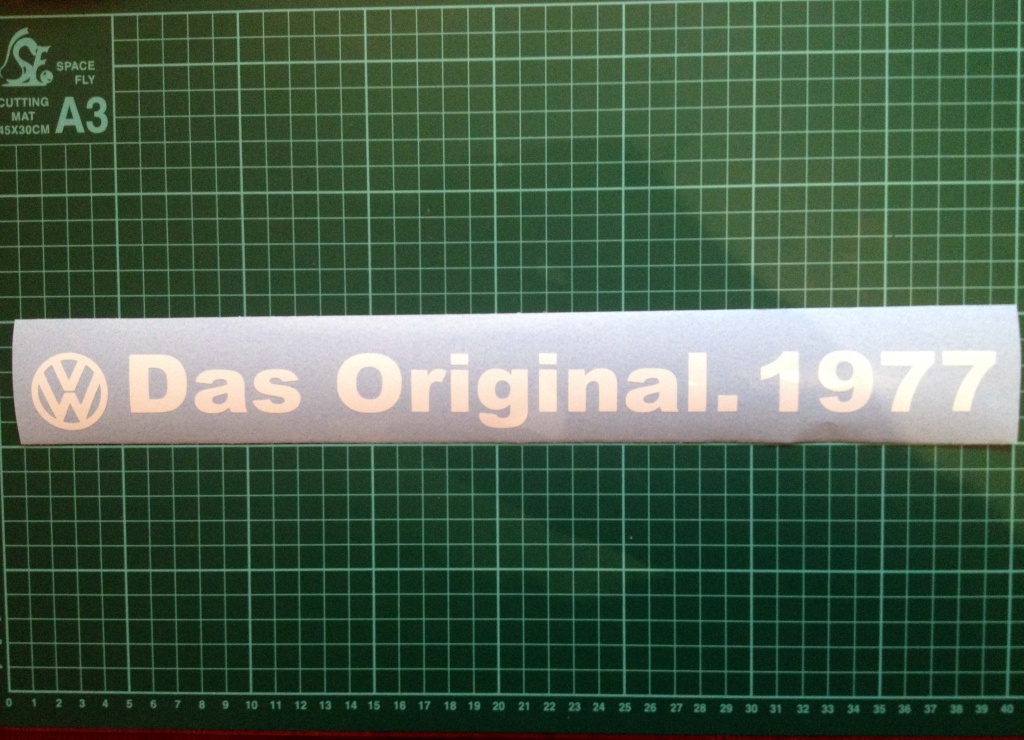 SF
SPACE
FLY
CUTTING
MAT
45X30CM
A3
VW Das Original. 1977
0 1 2 3 4 5 6 7 8 9 10 11 12 13 14 15 16 17 18 19 20 21 22 23 24 25 26 27 28 29 30 31 32 33 34 35 36 37 38 39 40